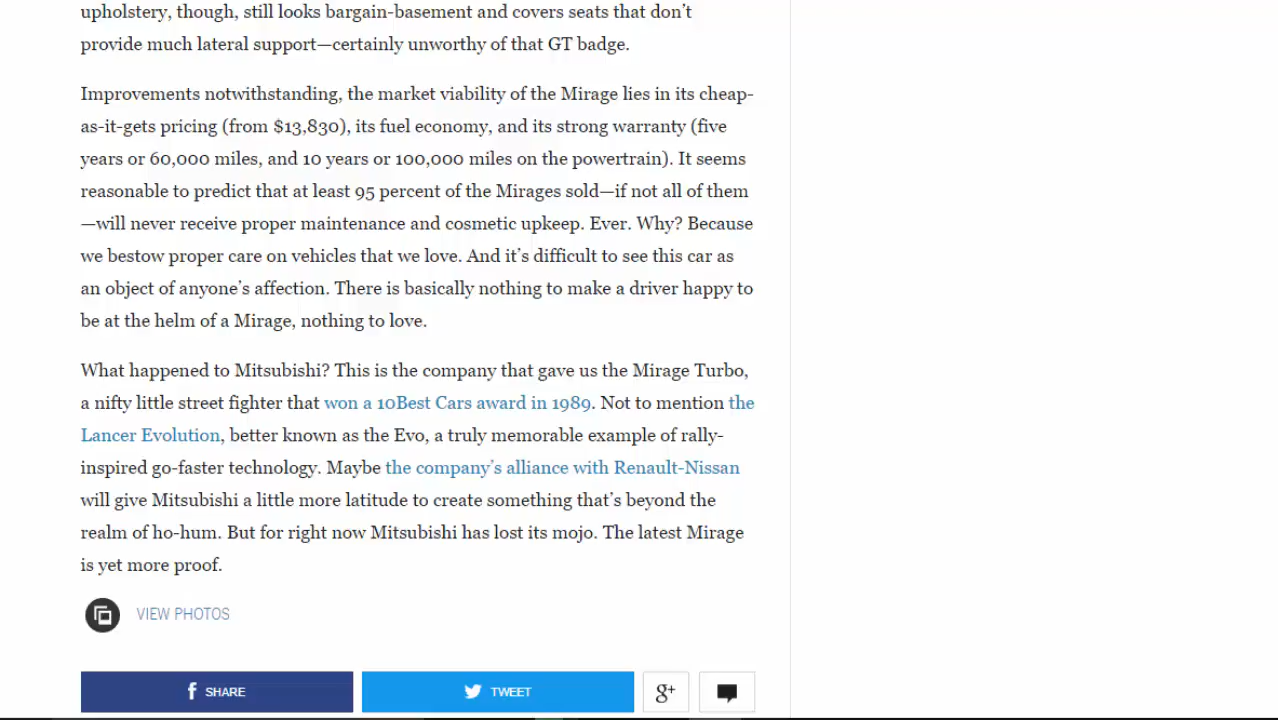 upholstery, though, still looks bargain-basement and covers seats that don’t
provide much lateral support—certainly unworthy of that GT badge.
Improvements notwithstanding, the market viability of the Mirage lies in its cheap-
as-it-gets pricing (from $13,830), its fuel economy, and its strong warranty (five
years or 60,000 miles, and 10 years or 100,000 miles on the powertrain). It seems
reasonable to predict that at least 95 percent of the Mirages sold—if not all of them
—will never receive proper maintenance and cosmetic upkeep. Ever. Why? Because
we bestow proper care on vehicles that we love. And it’s difficult to see this car as
an object of anyone’s affection. There is basically nothing to make a driver happy to
be at the helm of a Mirage, nothing to love.
What happened to Mitsubishi? This is the company that gave us the Mirage Turbo,
a nifty little street fighter that won a 10Best Cars award in 1989. Not to mention the
Lancer Evolution, better known as the Evo, a truly memorable example of rally-
inspired go-faster technology. Maybe the company’s alliance with Renault-Nissan
will give Mitsubishi a little more latitude to create something that’s beyond the
realm of ho-hum. But for right now Mitsubishi has lost its mojo. The latest Mirage
is yet more proof.
VIEW PHOTOS
f SHARE TWEET g+